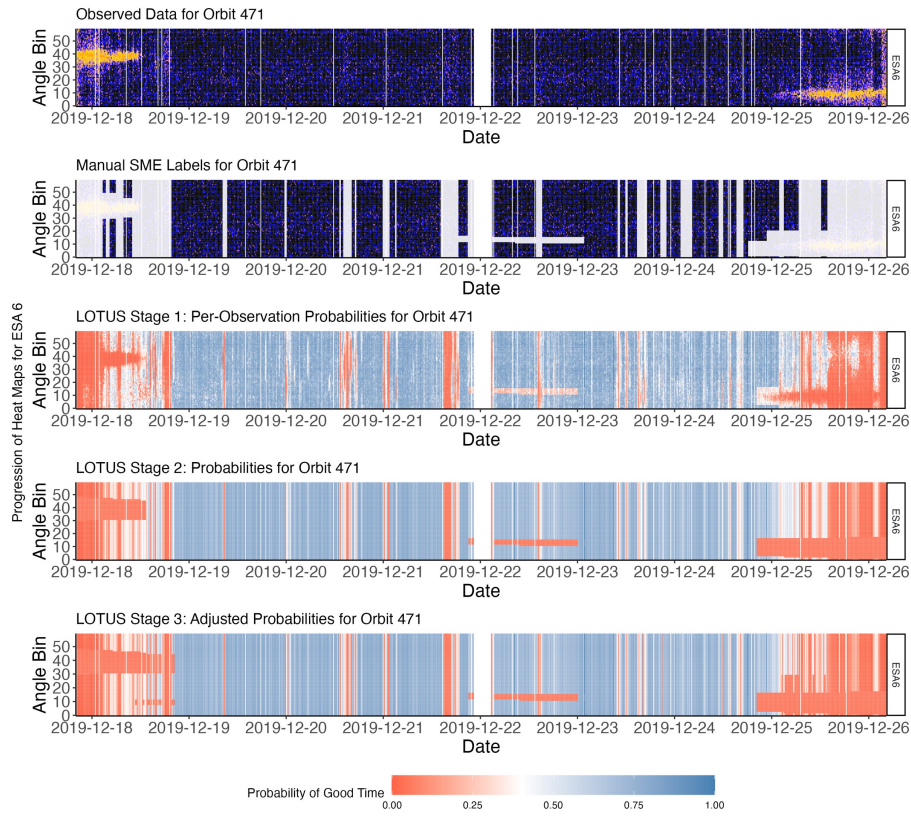 Progression of Heat Maps for ESA 6
Observed Data for Orbit 471
Angle Bin
50
40
30
20
10
0
ESA6
2019-12-18 2019-12-19 2019-12-20 2019-12-21 2019-12-22 2019-12-23 2019-12-24 2019-12-25 2019-12-26
Date
Manual SME Labels for Orbit 471
Angle Bin
50
40
30
20
10
0
ESA6
2019-12-18 2019-12-19 2019-12-20 2019-12-21 2019-12-22 2019-12-23 2019-12-24 2019-12-25 2019-12-26
Date
LOTUS Stage 1: Per-Observation Probabilities for Orbit 471
Angle Bin
50
40
30
20
10
0
ESA6
2019-12-18 2019-12-19 2019-12-20 2019-12-21 2019-12-22 2019-12-23 2019-12-24 2019-12-25 2019-12-26
Date
LOTUS Stage 2: Probabilities for Orbit 471
Angle Bin
50
40
30
20
10
0
ESA6
2019-12-18 2019-12-19 2019-12-20 2019-12-21 2019-12-22 2019-12-23 2019-12-24 2019-12-25 2019-12-26
Date
LOTUS Stage 3: Adjusted Probabilities for Orbit 471
Angle Bin
50
40
30
20
10
0
ESA6
2019-12-18 2019-12-19 2019-12-20 2019-12-21 2019-12-22 2019-12-23 2019-12-24 2019-12-25 2019-12-26
Date
Probability of Good Time
0.00 0.25 0.50 0.75 1.00